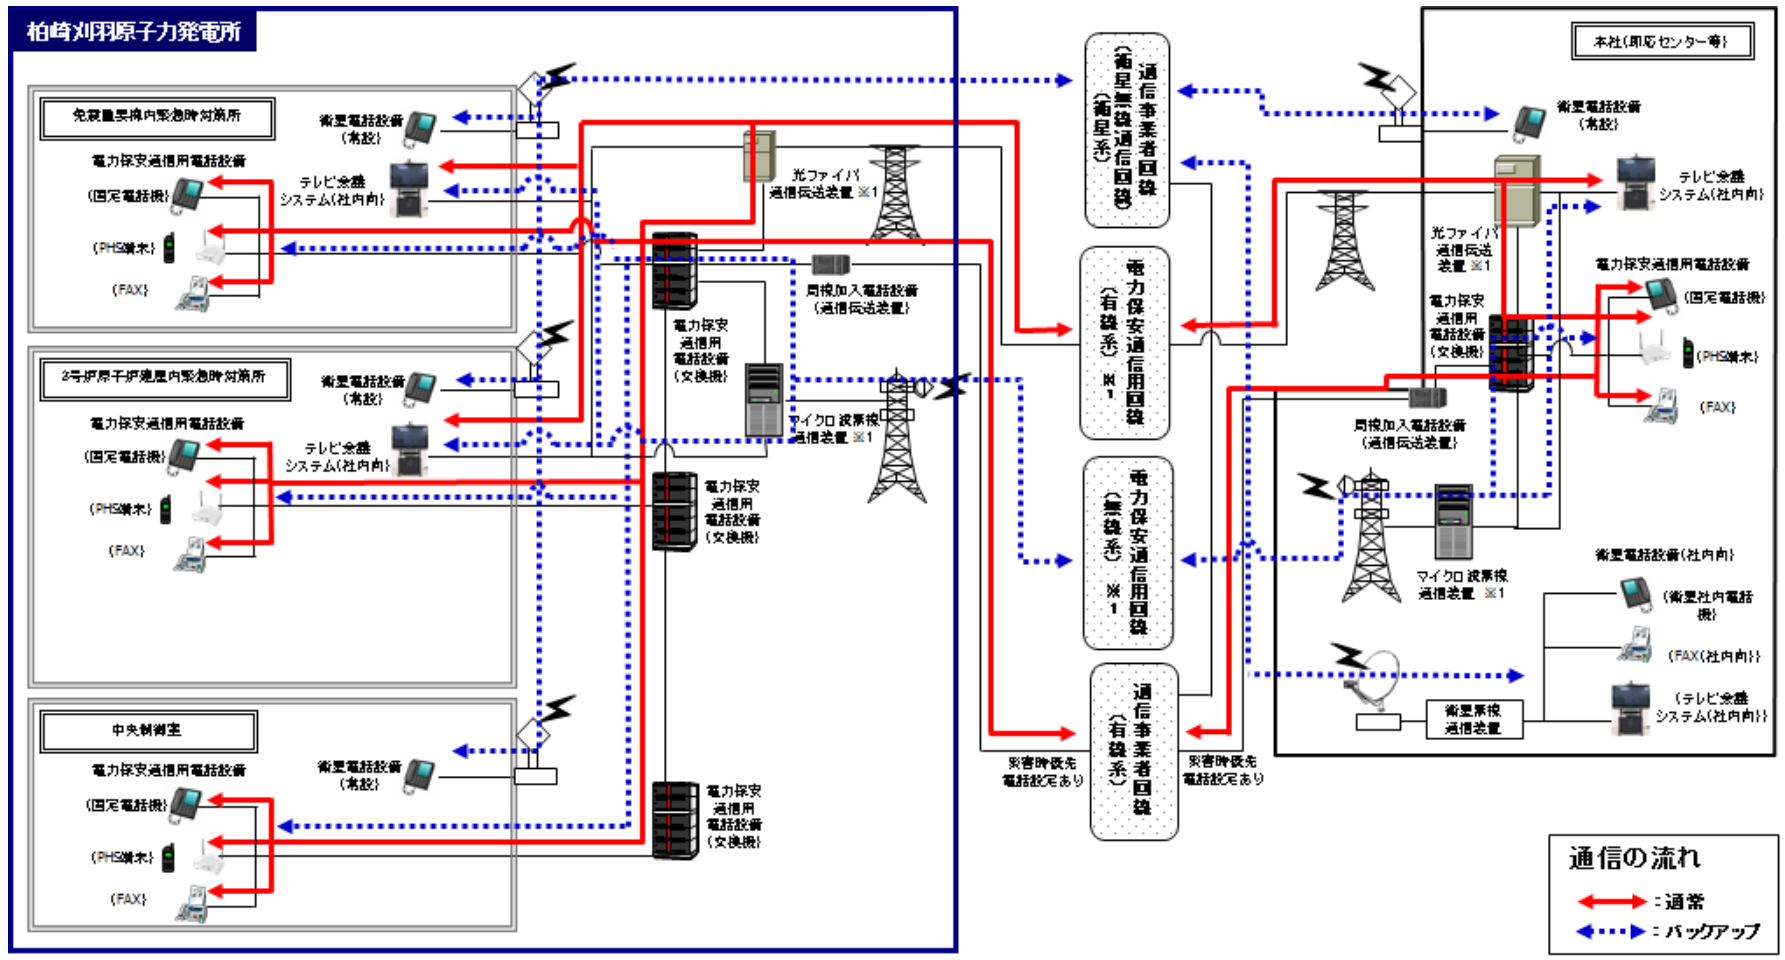 柏崎刈羽原子力発電所
免震重要棟内緊急時対策所
衛星電話設備
(常設)
電力保安通信用電話設備
(固定電話機)
テレビ会議
システム(社内向)
(PHS端末)
(FAX)
光ファイバ
通信伝送装置 ※1
局線加入電話設備
(通信伝送装置)
電力保安
通信用
電話設備
(交換機)
マイクロ波無線
通信装置 ※1
3号炉原子炉建屋内緊急時対策所
衛星電話設備
(常設)
電力保安通信用電話設備
(固定電話機)
テレビ会議
システム(社内向)
(PHS端末)
(FAX)
電力保安
通信用
電話設備
(交換機)
中央制御室
衛星電話設備
(常設)
電力保安通信用電話設備
(固定電話機)
(PHS端末)
(FAX)
電力保安
通信用
電話設備
(交換機)
通信事業者回線
(衛星無線通信回線)
(衛星系)
電力保安通信用回線
(有線系) ※1
電力保安通信用回線
(無線系) ※1
通信事業者回線
(有線系)
災害時優先
電話設定あり
災害時優先
電話設定あり
本社(即応センター等)
衛星電話設備
(常設)
テレビ会議
システム(社内向)
光ファイバ
通信伝送
装置 ※1
電力保安通信用電話設備
(固定電話機)
(PHS端末)
(FAX)
電力保安
通信用
電話設備
(交換機)
局線加入電話設備
(通信伝送装置)
マイクロ波無線
通信装置 ※1
衛星電話設備(社内向)
(衛星社内電話
機)
(FAX(社内向))
(テレビ会議
システム(社内向))
衛星無線
通信装置
通信の流れ
:通常
:バックアップ